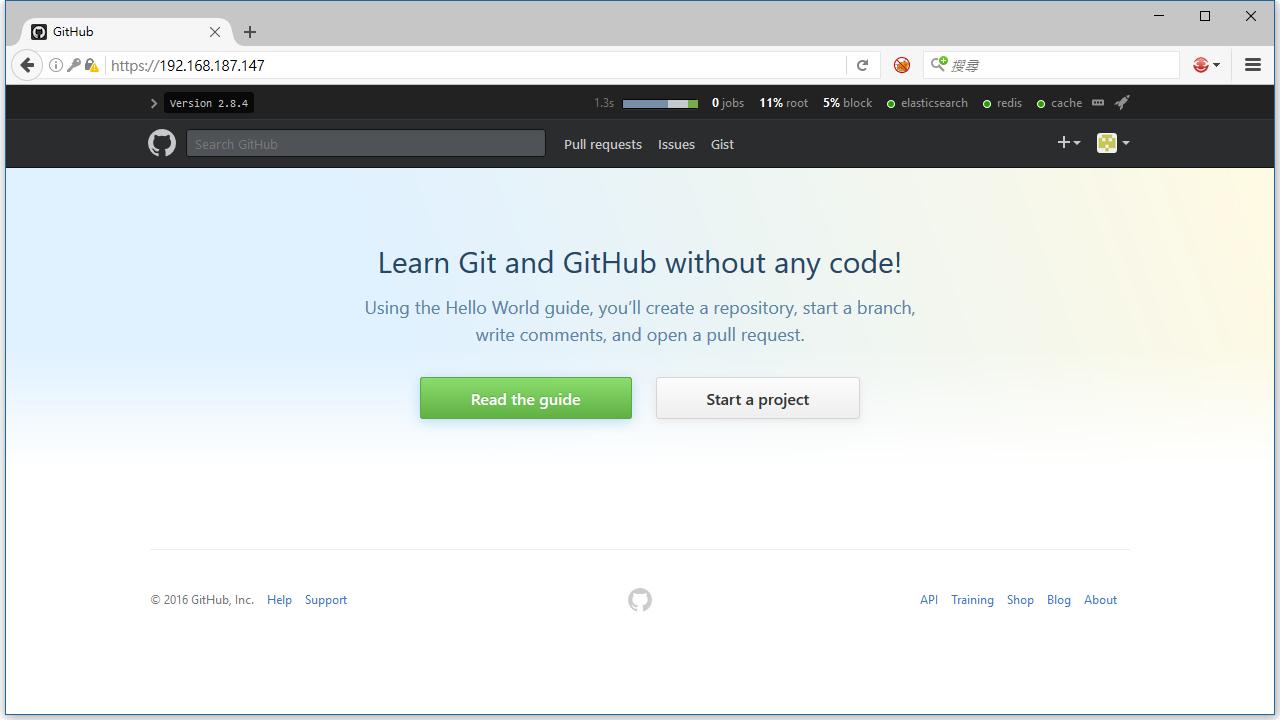 GitHub
https://192.168.187.147
搜尋
Version 2.8.4
1.3s 0 jobs 11% root 5% block elasticsearch redis cache
Search GitHub Pull requests Issues Gist
Learn Git and GitHub without any code!
Using the Hello World guide, you’ll create a repository, start a branch,
write comments, and open a pull request.
Read the guide Start a project
© 2016 GitHub, Inc. Help Support API Training Shop Blog About